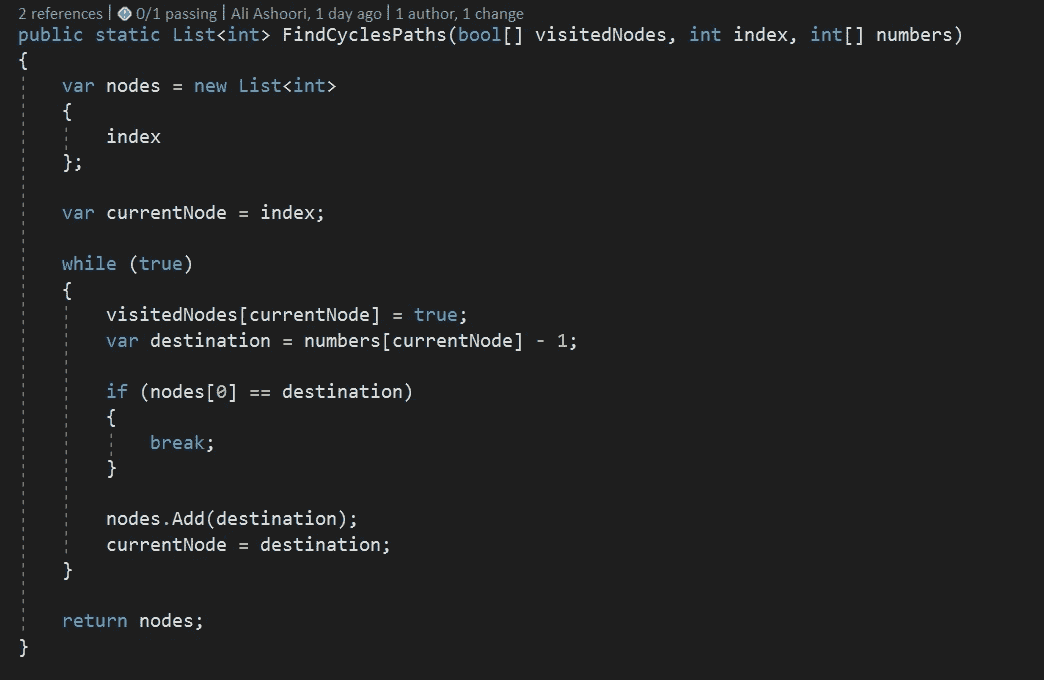 2 references | 0/1 passing | Ali Ashoori, 1 day ago | 1 author, 1 change
public static List<int> FindCyclesPaths(bool[] visitedNodes, int index, int[] numbers)
{
    var nodes = new List<int>
    {
        index
    };
    var currentNode = index;
    while (true)
    {
        visitedNodes[currentNode] = true;
        var destination = numbers[currentNode] - 1;
        if (nodes[0] == destination)
        {
            break;
        }
        nodes.Add(destination);
        currentNode = destination;
    }
    return nodes;
}